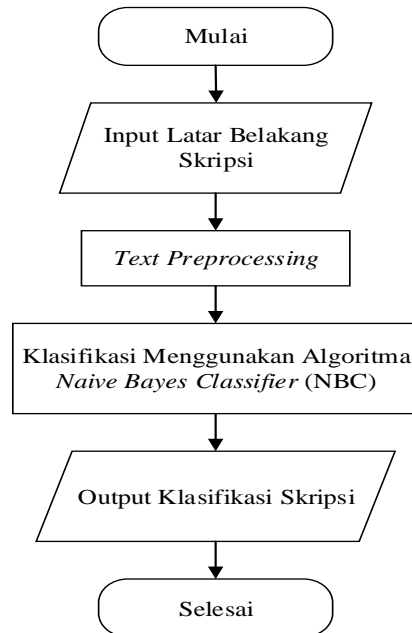 Mulai
Input Latar Belakang
Skripsi
Text Preprocessing
Klasifikasi Menggunakan Algoritma
Naive Bayes Classifier (NBC)
Output Klasifikasi Skripsi
Selesai